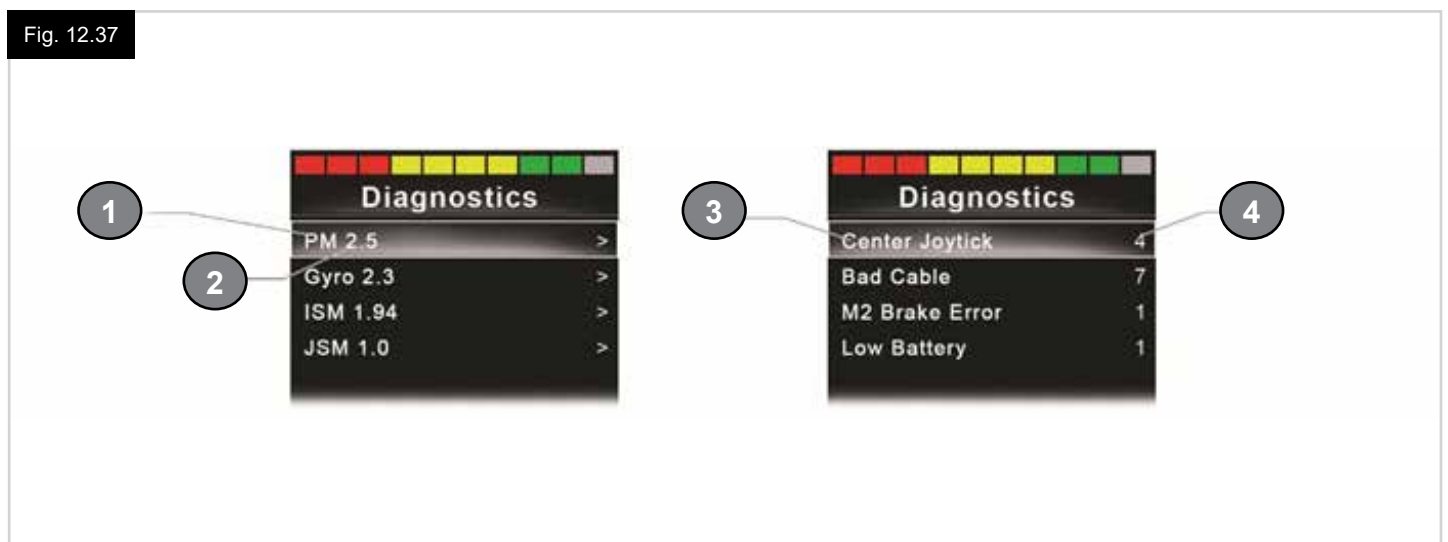 Fig. 12.37
Diagnostics
1
PM 2.5 >
2
Gyro 2.3 >
ISM 1.94 >
JSM 1.0 >
Diagnostics
3
Center Joytick 4
4
Bad Cable 7
M2 Brake Error 1
Low Battery 1